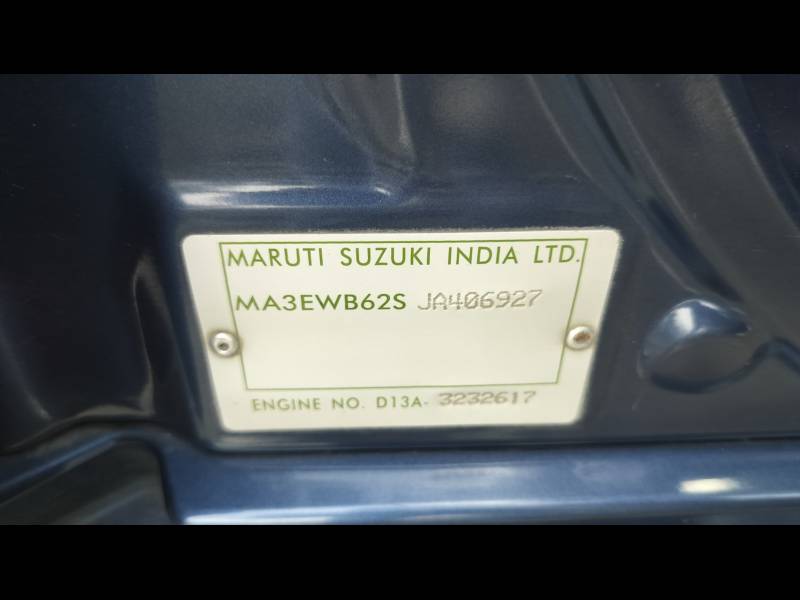 MARUTI SUZUKI INDIA LTD.
MA3EWB62S JA406927
ENGINE NO. D13A- 3232617